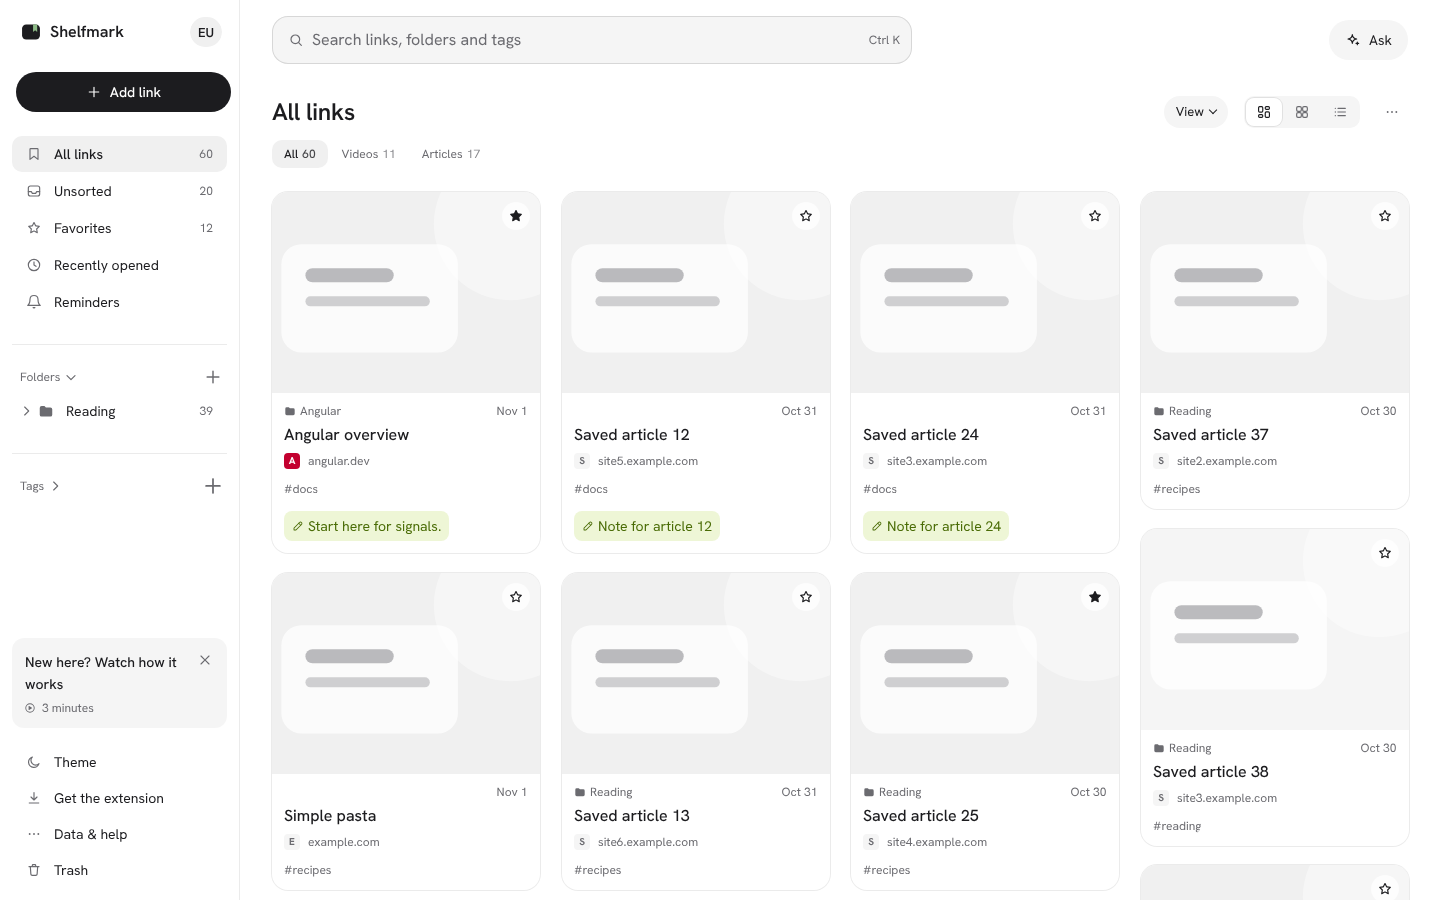 Shelfmark
EU
Add link
All links 60
Unsorted 20
Favorites 12
Recently opened
Reminders
Folders
Reading 39
Tags
New here? Watch how it
works
3 minutes
Theme
Get the extension
Data & help
Trash
Search links, folders and tags Ctrl K
Ask
All links
View
All 60 Videos 11 Articles 17
Angular Nov 1
Angular overview
A angular.dev
#docs
Start here for signals.
Oct 31
Saved article 12
S site5.example.com
#docs
Note for article 12
Oct 31
Saved article 24
S site3.example.com
#docs
Note for article 24
Reading Oct 30
Saved article 37
S site2.example.com
#recipes
Nov 1
Simple pasta
E example.com
#recipes
Reading Oct 31
Saved article 13
S site6.example.com
#recipes
Reading Oct 30
Saved article 25
S site4.example.com
#recipes
Reading Oct 30
Saved article 38
S site3.example.com
#reading